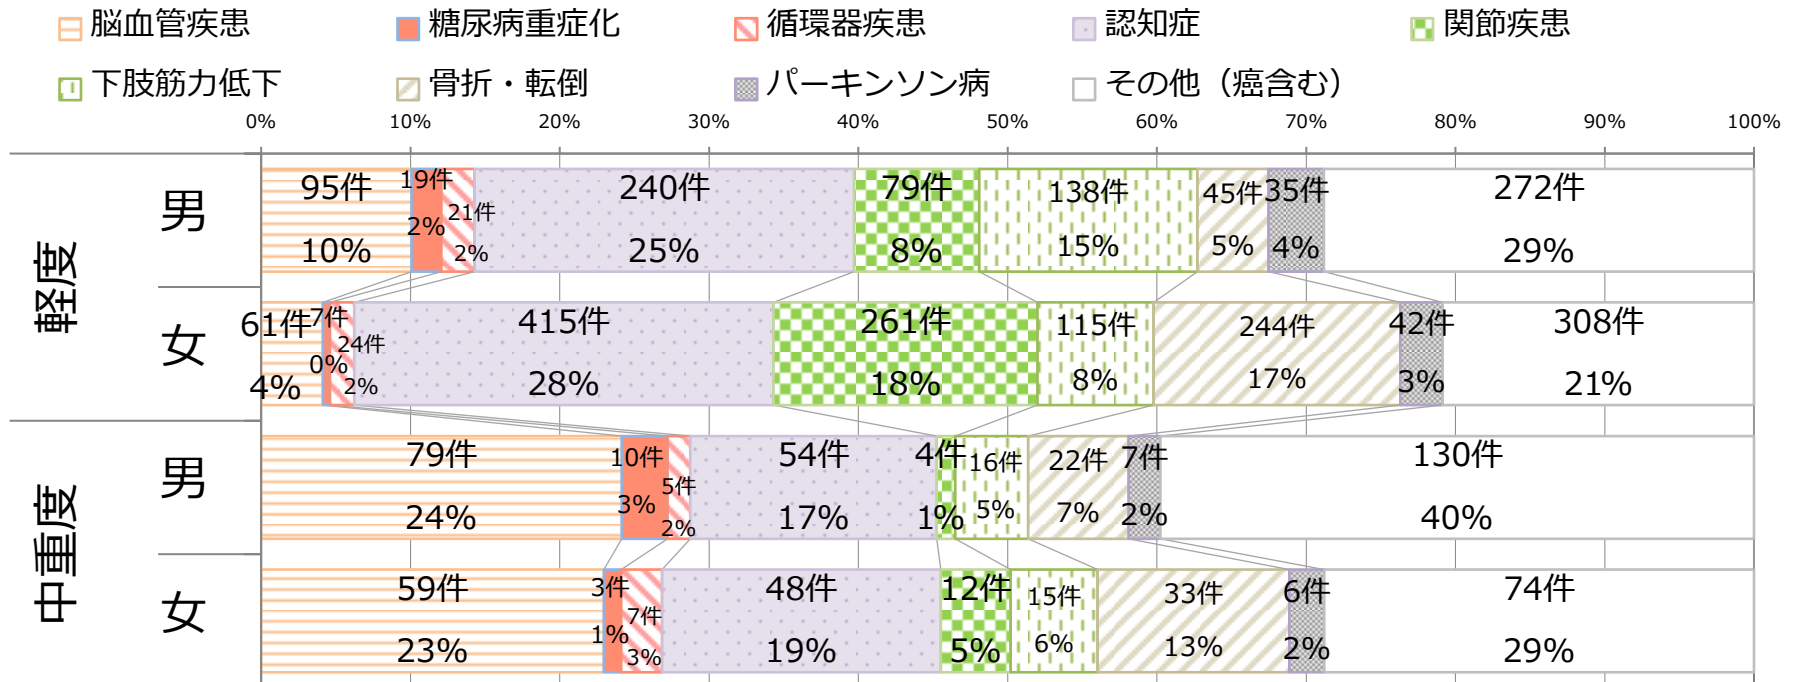 脳血管疾患 糖尿病重症化 循環器疾患 認知症 関節疾患
下肢筋力低下 骨折・転倒 パーキンソン病 その他（癌含む）
0% 10% 20% 30% 40% 50% 60% 70% 80% 90% 100%
軽度
男
95件 19件 21件 240件 79件 138件 45件 35件 272件
10% 2% 2% 25% 8% 15% 5% 4% 29%
女
61件 7件 24件 415件 261件 115件 244件 42件 308件
4% 0% 2% 28% 18% 8% 17% 3% 21%
中重度
男
79件 10件 5件 54件 4件 16件 22件 7件 130件
24% 3% 2% 17% 1% 5% 7% 2% 40%
女
59件 3件 7件 48件 12件 15件 33件 6件 74件
23% 1% 3% 19% 5% 6% 13% 2% 29%